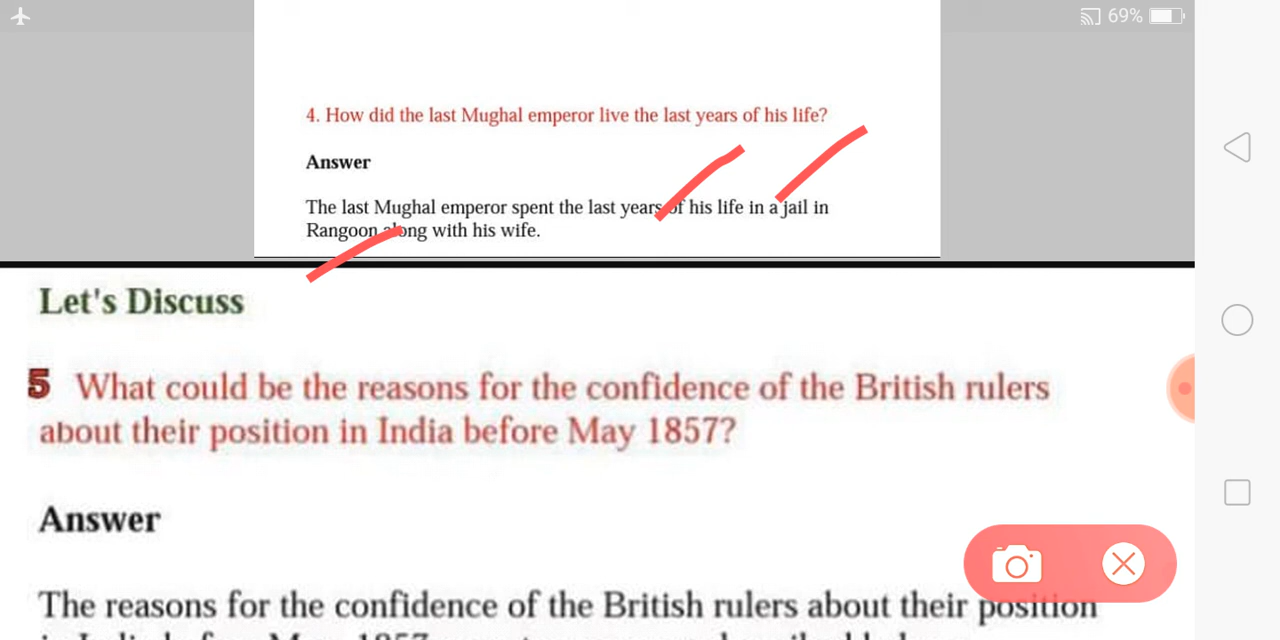 69%
4. How did the last Mughal emperor live the last years of his life?
Answer
The last Mughal emperor spent the last years of his life in a jail in
Rangoon along with his wife.
Let's Discuss
5 What could be the reasons for the confidence of the British rulers
about their position in India before May 1857?
Answer
The reasons for the confidence of the British rulers about their position